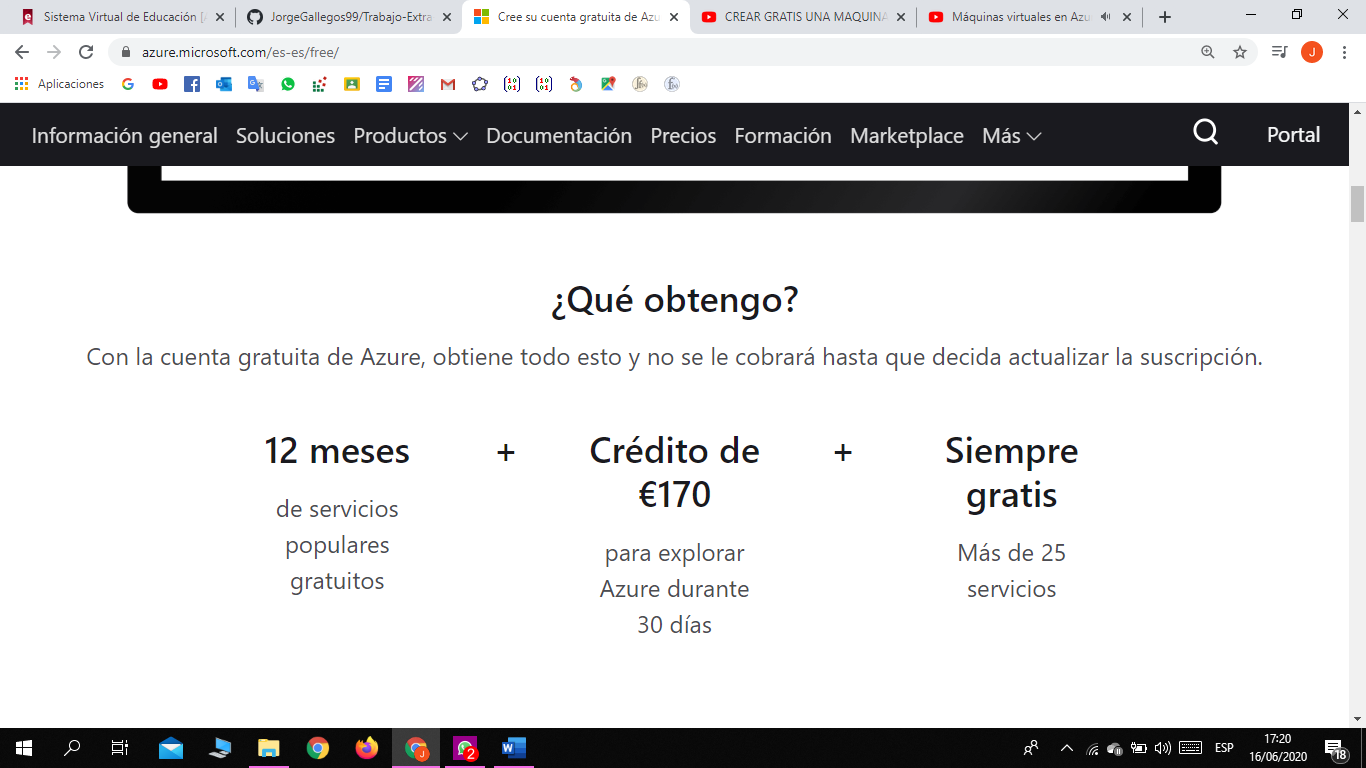 Sistema Virtual de Educación [
JorgeGallegos99/Trabajo-Extra
Cree su cuenta gratuita de Azu
CREAR GRATIS UNA MAQUINA
Máquinas virtuales en Azu
azure.microsoft.com/es-es/free/
J
Aplicaciones
Información general Soluciones Productos Documentación Precios Formación Marketplace Más Portal
¿Qué obtengo?
Con la cuenta gratuita de Azure, obtiene todo esto y no se le cobrará hasta que decida actualizar la suscripción.
12 meses
de servicios
populares
gratuitos
+
Crédito de
€170
para explorar
Azure durante
30 días
+
Siempre
gratis
Más de 25
servicios
J
2
ESP
17:20
16/06/2020
18